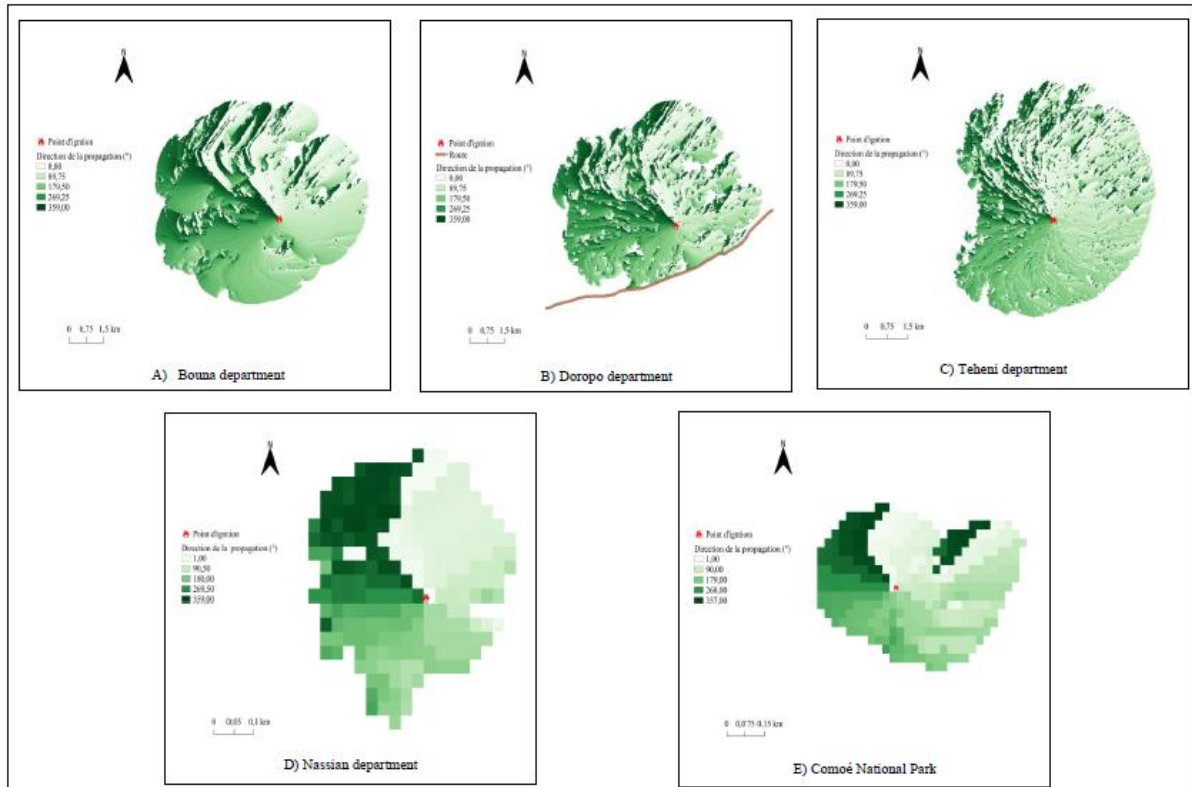 N
Point d'igntion
Direction de la propagation (°)
0,00
89,75
179,50
269,25
359,00
0 0,75 1,5 km
A) Bouna department
N
Point d'ignition
Route
Direction de la propagation (°)
0,00
89,75
179,50
269,25
359,00
0 0,75 1,5 km
B) Doropo department
N
Point d'ignition
Direction de la propagation (°)
0,00
89,75
179,50
269,25
359,00
0 0,75 1,5 km
C) Teheni department
N
Point d'ignition
Direction de la propagation (°)
1,00
90,50
180,00
269,50
359,00
0 0,05 0,1 km
D) Nassian department
N
Point d'ignition
Direction de la propagation (°)
1,00
90,00
179,00
268,00
357,00
0 0,075 0,15 km
E) Comoé National Park